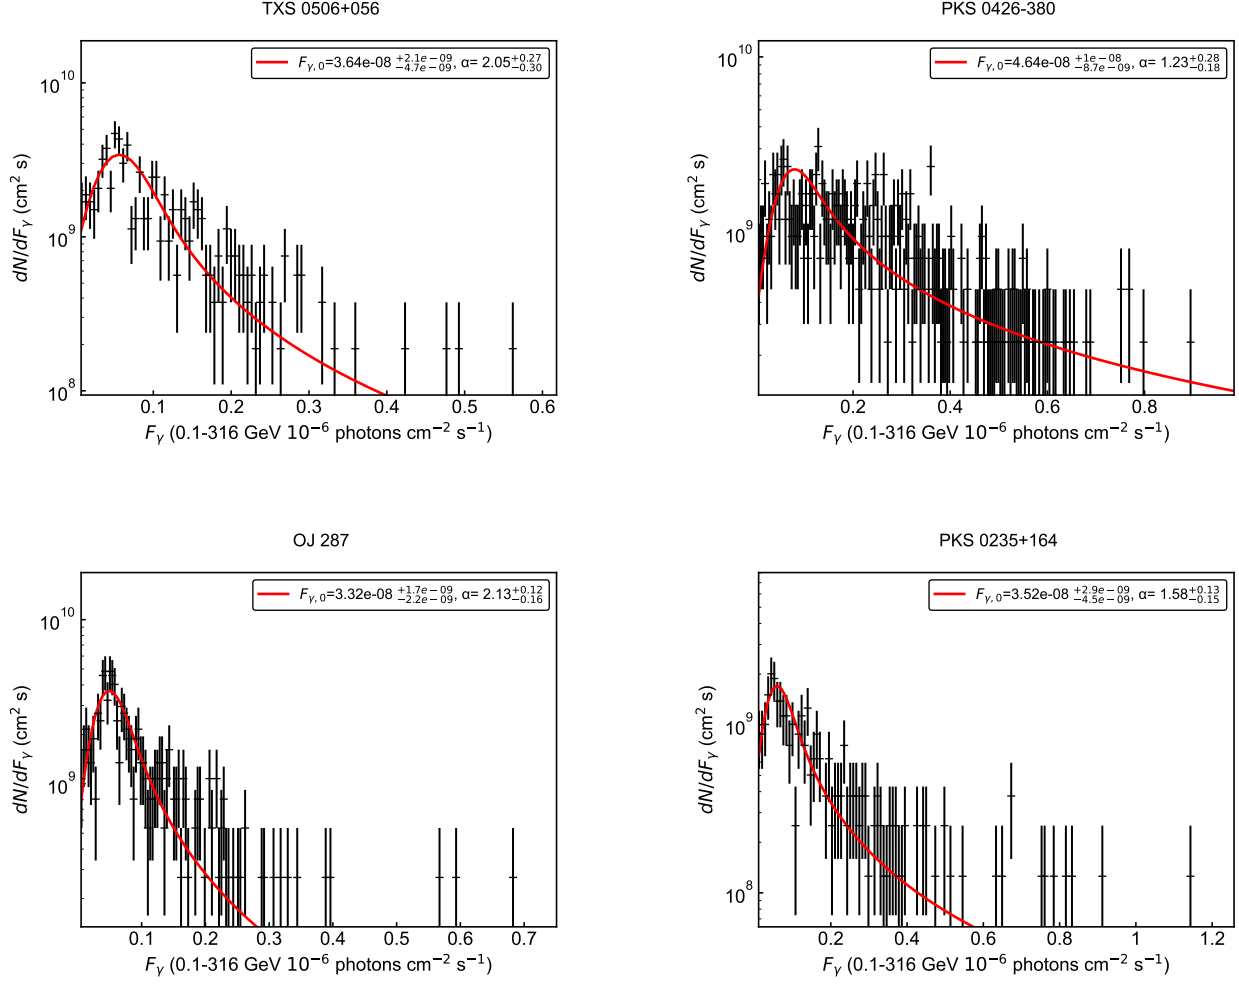 TXS 0506+056
F_γ,0=3.64e-08 +2.1e−09 −4.7e−09, α= 2.05 +0.27 −0.30
10^10
10^9
10^8
dN/dF_γ (cm^2 s)
0.1 0.2 0.3 0.4 0.5 0.6
F_γ (0.1-316 GeV 10^−6 photons cm^−2 s^−1)
PKS 0426-380
F_γ,0=4.64e-08 +1e−08 −8.7e−09, α= 1.23 +0.28 −0.18
10^10
10^9
dN/dF_γ (cm^2 s)
0.2 0.4 0.6 0.8
F_γ (0.1-316 GeV 10^−6 photons cm^−2 s^−1)
OJ 287
F_γ,0=3.32e-08 +1.7e−09 −2.2e−09, α= 2.13 +0.12 −0.16
10^10
10^9
dN/dF_γ (cm^2 s)
0.1 0.2 0.3 0.4 0.5 0.6 0.7
F_γ (0.1-316 GeV 10^−6 photons cm^−2 s^−1)
PKS 0235+164
F_γ,0=3.52e-08 +2.9e−09 −4.5e−09, α= 1.58 +0.13 −0.15
10^9
10^8
dN/dF_γ (cm^2 s)
0.2 0.4 0.6 0.8 1 1.2
F_γ (0.1-316 GeV 10^−6 photons cm^−2 s^−1)